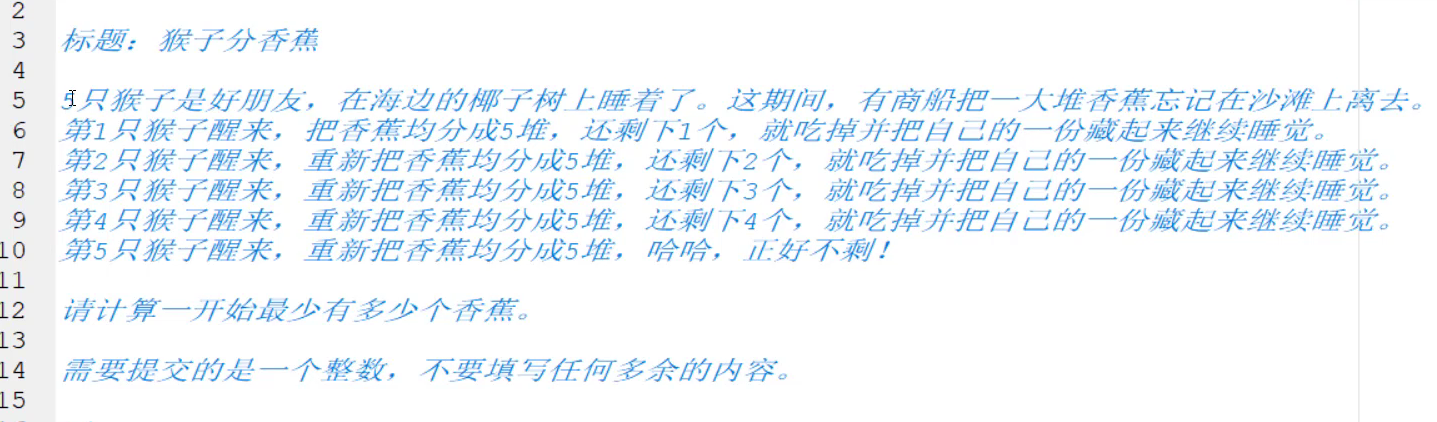 2
3 标题：猴子分香蕉
4
5 5只猴子是好朋友，在海边的椰子树上睡着了。这期间，有商船把一大堆香蕉忘记在沙滩上离去。
6 第1只猴子醒来，把香蕉均分成5堆，还剩下1个，就吃掉并把自己的一份藏起来继续睡觉。
7 第2只猴子醒来，重新把香蕉均分成5堆，还剩下2个，就吃掉并把自己的一份藏起来继续睡觉。
8 第3只猴子醒来，重新把香蕉均分成5堆，还剩下3个，就吃掉并把自己的一份藏起来继续睡觉。
9 第4只猴子醒来，重新把香蕉均分成5堆，还剩下4个，就吃掉并把自己的一份藏起来继续睡觉。
10 第5只猴子醒来，重新把香蕉均分成5堆，哈哈，正好不剩！
11
12 请计算一开始最少有多少个香蕉。
13
14 需要提交的是一个整数，不要填写任何多余的内容。
15